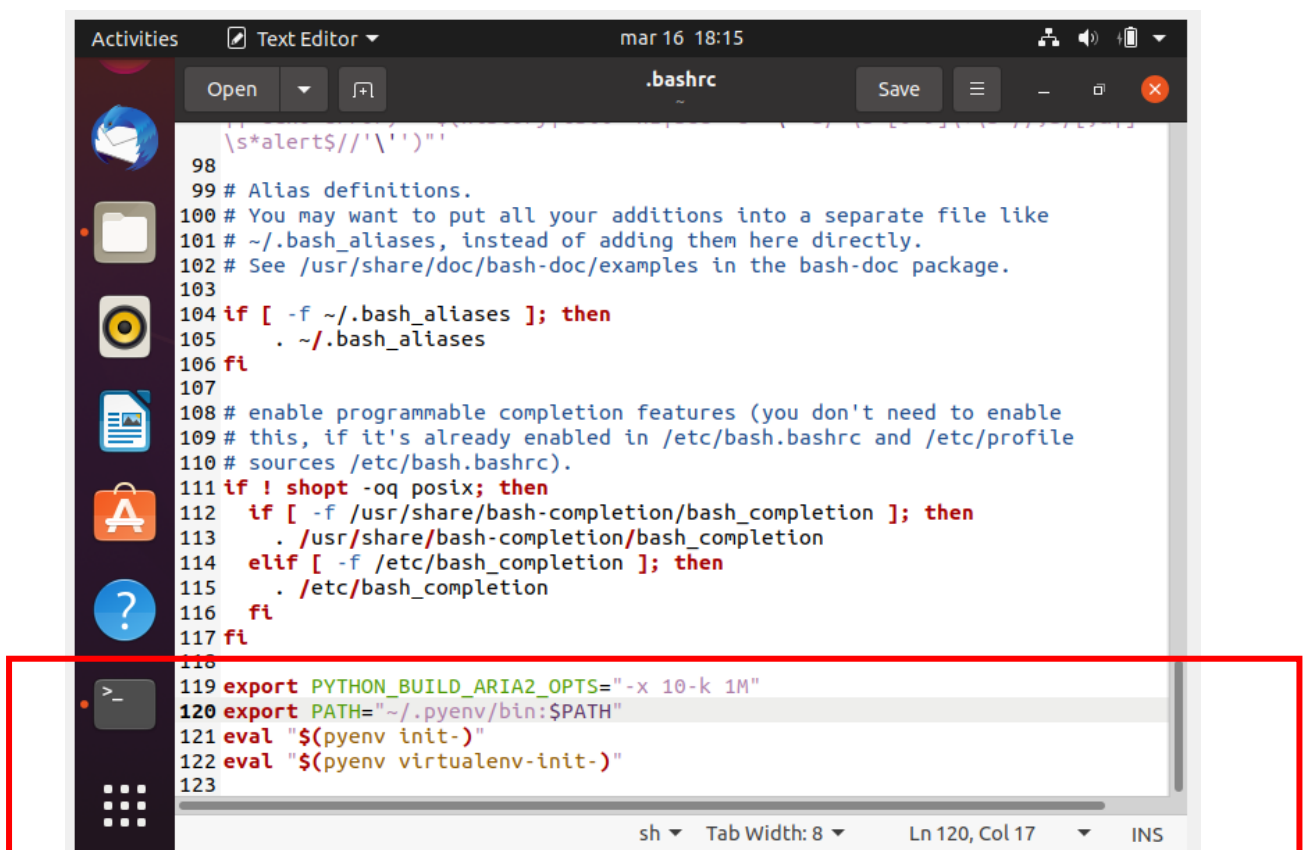 Activities Text Editor mar 16 18:15
Open .bashrc Save
~
\s*alert$//'\'')"'
98
99 # Alias definitions.
100 # You may want to put all your additions into a separate file like
101 # ~/.bash_aliases, instead of adding them here directly.
102 # See /usr/share/doc/bash-doc/examples in the bash-doc package.
103
104 if [ -f ~/.bash_aliases ]; then
105     . ~/.bash_aliases
106 fi
107
108 # enable programmable completion features (you don't need to enable
109 # this, if it's already enabled in /etc/bash.bashrc and /etc/profile
110 # sources /etc/bash.bashrc).
111 if ! shopt -oq posix; then
112   if [ -f /usr/share/bash-completion/bash_completion ]; then
113     . /usr/share/bash-completion/bash_completion
114   elif [ -f /etc/bash_completion ]; then
115     . /etc/bash_completion
116   fi
117 fi
118
119 export PYTHON_BUILD_ARIA2_OPTS="-x 10-k 1M"
120 export PATH="~/.pyenv/bin:$PATH"
121 eval "$(pyenv init-)"
122 eval "$(pyenv virtualenv-init-)"
123
sh Tab Width: 8 Ln 120, Col 17 INS